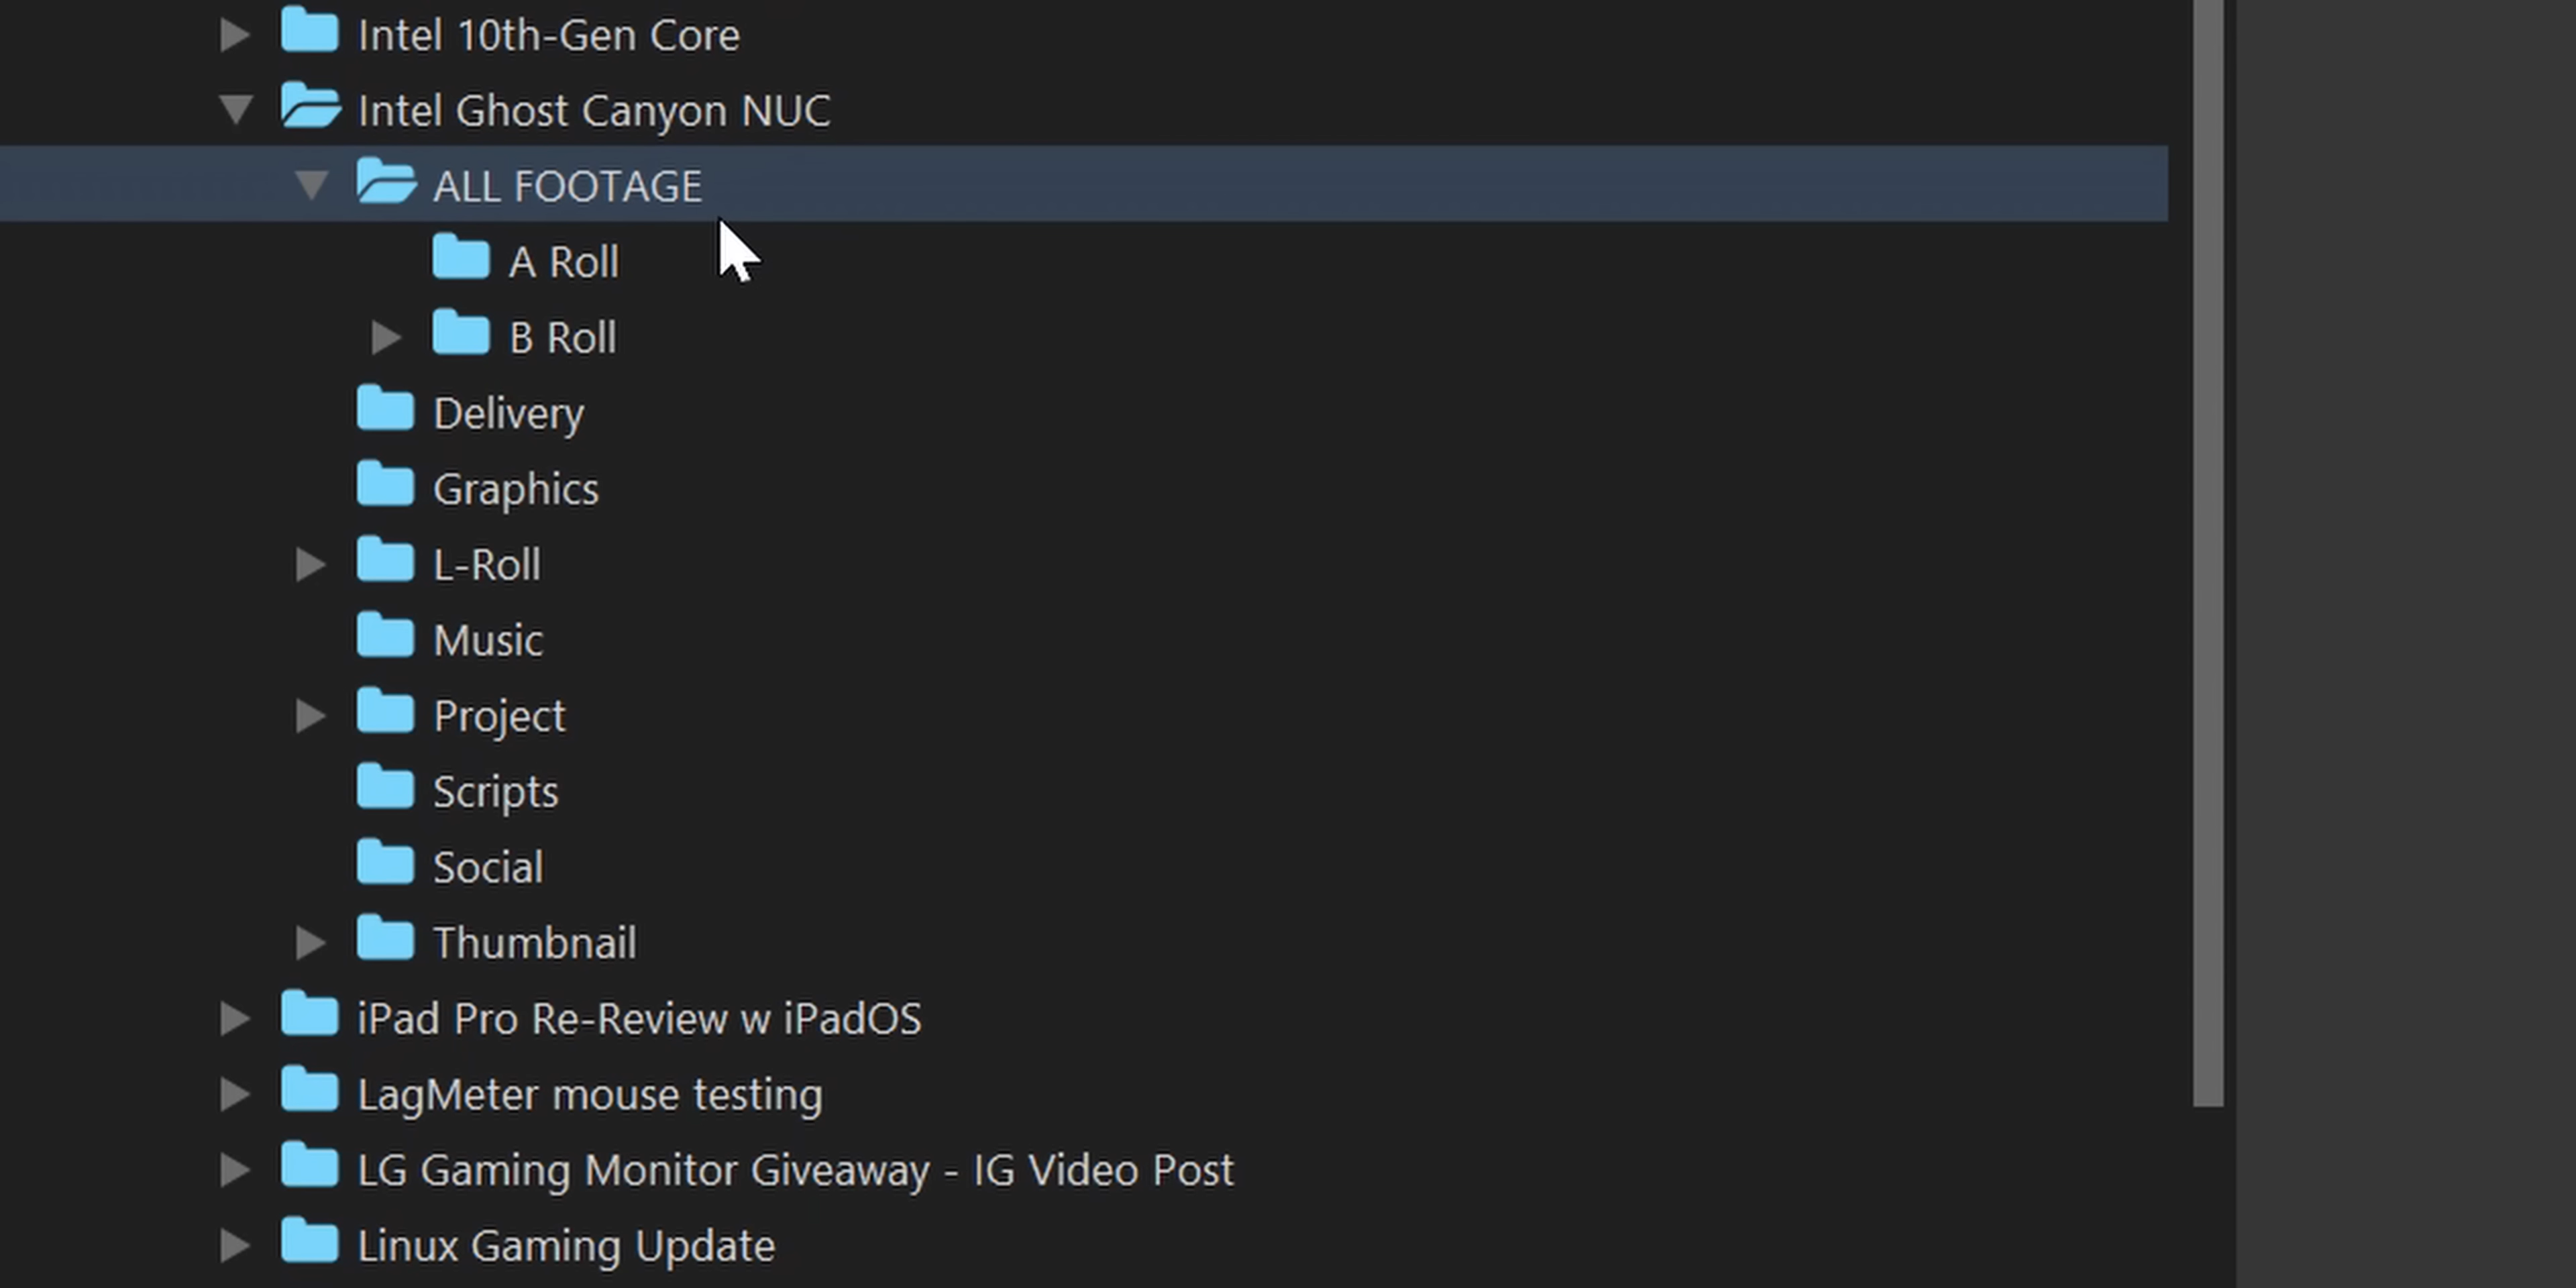 Intel 10th-Gen Core
Intel Ghost Canyon NUC
ALL FOOTAGE
A Roll
B Roll
Delivery
Graphics
L-Roll
Music
Project
Scripts
Social
Thumbnail
iPad Pro Re-Review w iPadOS
LagMeter mouse testing
LG Gaming Monitor Giveaway - IG Video Post
Linux Gaming Update